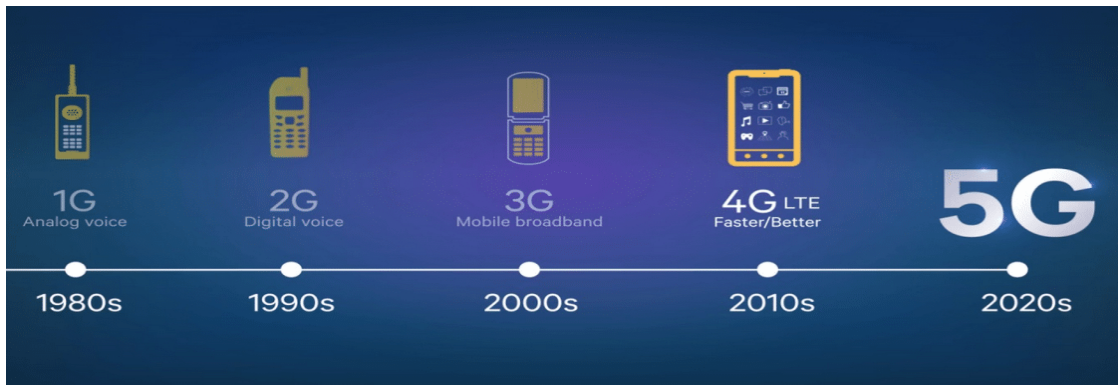 1G
Analog voice
2G
Digital voice
3G
Mobile broadband
4G LTE
Faster/Better
5G
1980s
1990s
2000s
2010s
2020s